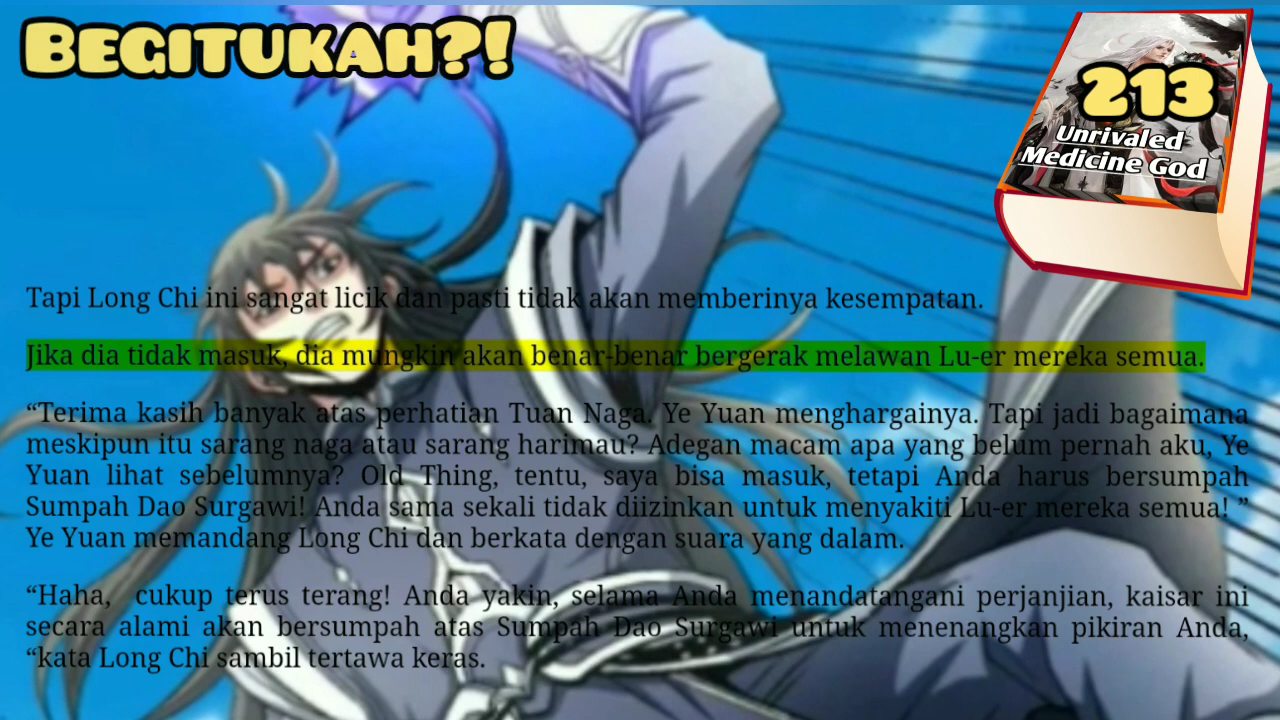 BEGITUKAH?!
213
Unrivaled
Medicine God
Tapi Long Chi ini sangat licik dan pasti tidak akan memberinya kesempatan.
Jika dia tidak masuk, dia mungkin akan benar-benar bergerak melawan Lu-er mereka semua.
“Terima kasih banyak atas perhatian Tuan Naga. Ye Yuan menghargainya. Tapi jadi bagaimana
meskipun itu sarang naga atau sarang harimau? Adegan macam apa yang belum pernah aku, Ye
Yuan lihat sebelumnya? Old Thing, tentu, saya bisa masuk, tetapi Anda harus bersumpah
Sumpah Dao Surgawi! Anda sama sekali tidak diizinkan untuk menyakiti Lu-er mereka semua! ”
Ye Yuan memandang Long Chi dan berkata dengan suara yang dalam.
“Haha, cukup terus terang! Anda yakin, selama Anda menandatangani perjanjian, kaisar ini
secara alami akan bersumpah atas Sumpah Dao Surgawi untuk menenangkan pikiran Anda,
“kata Long Chi sambil tertawa keras.